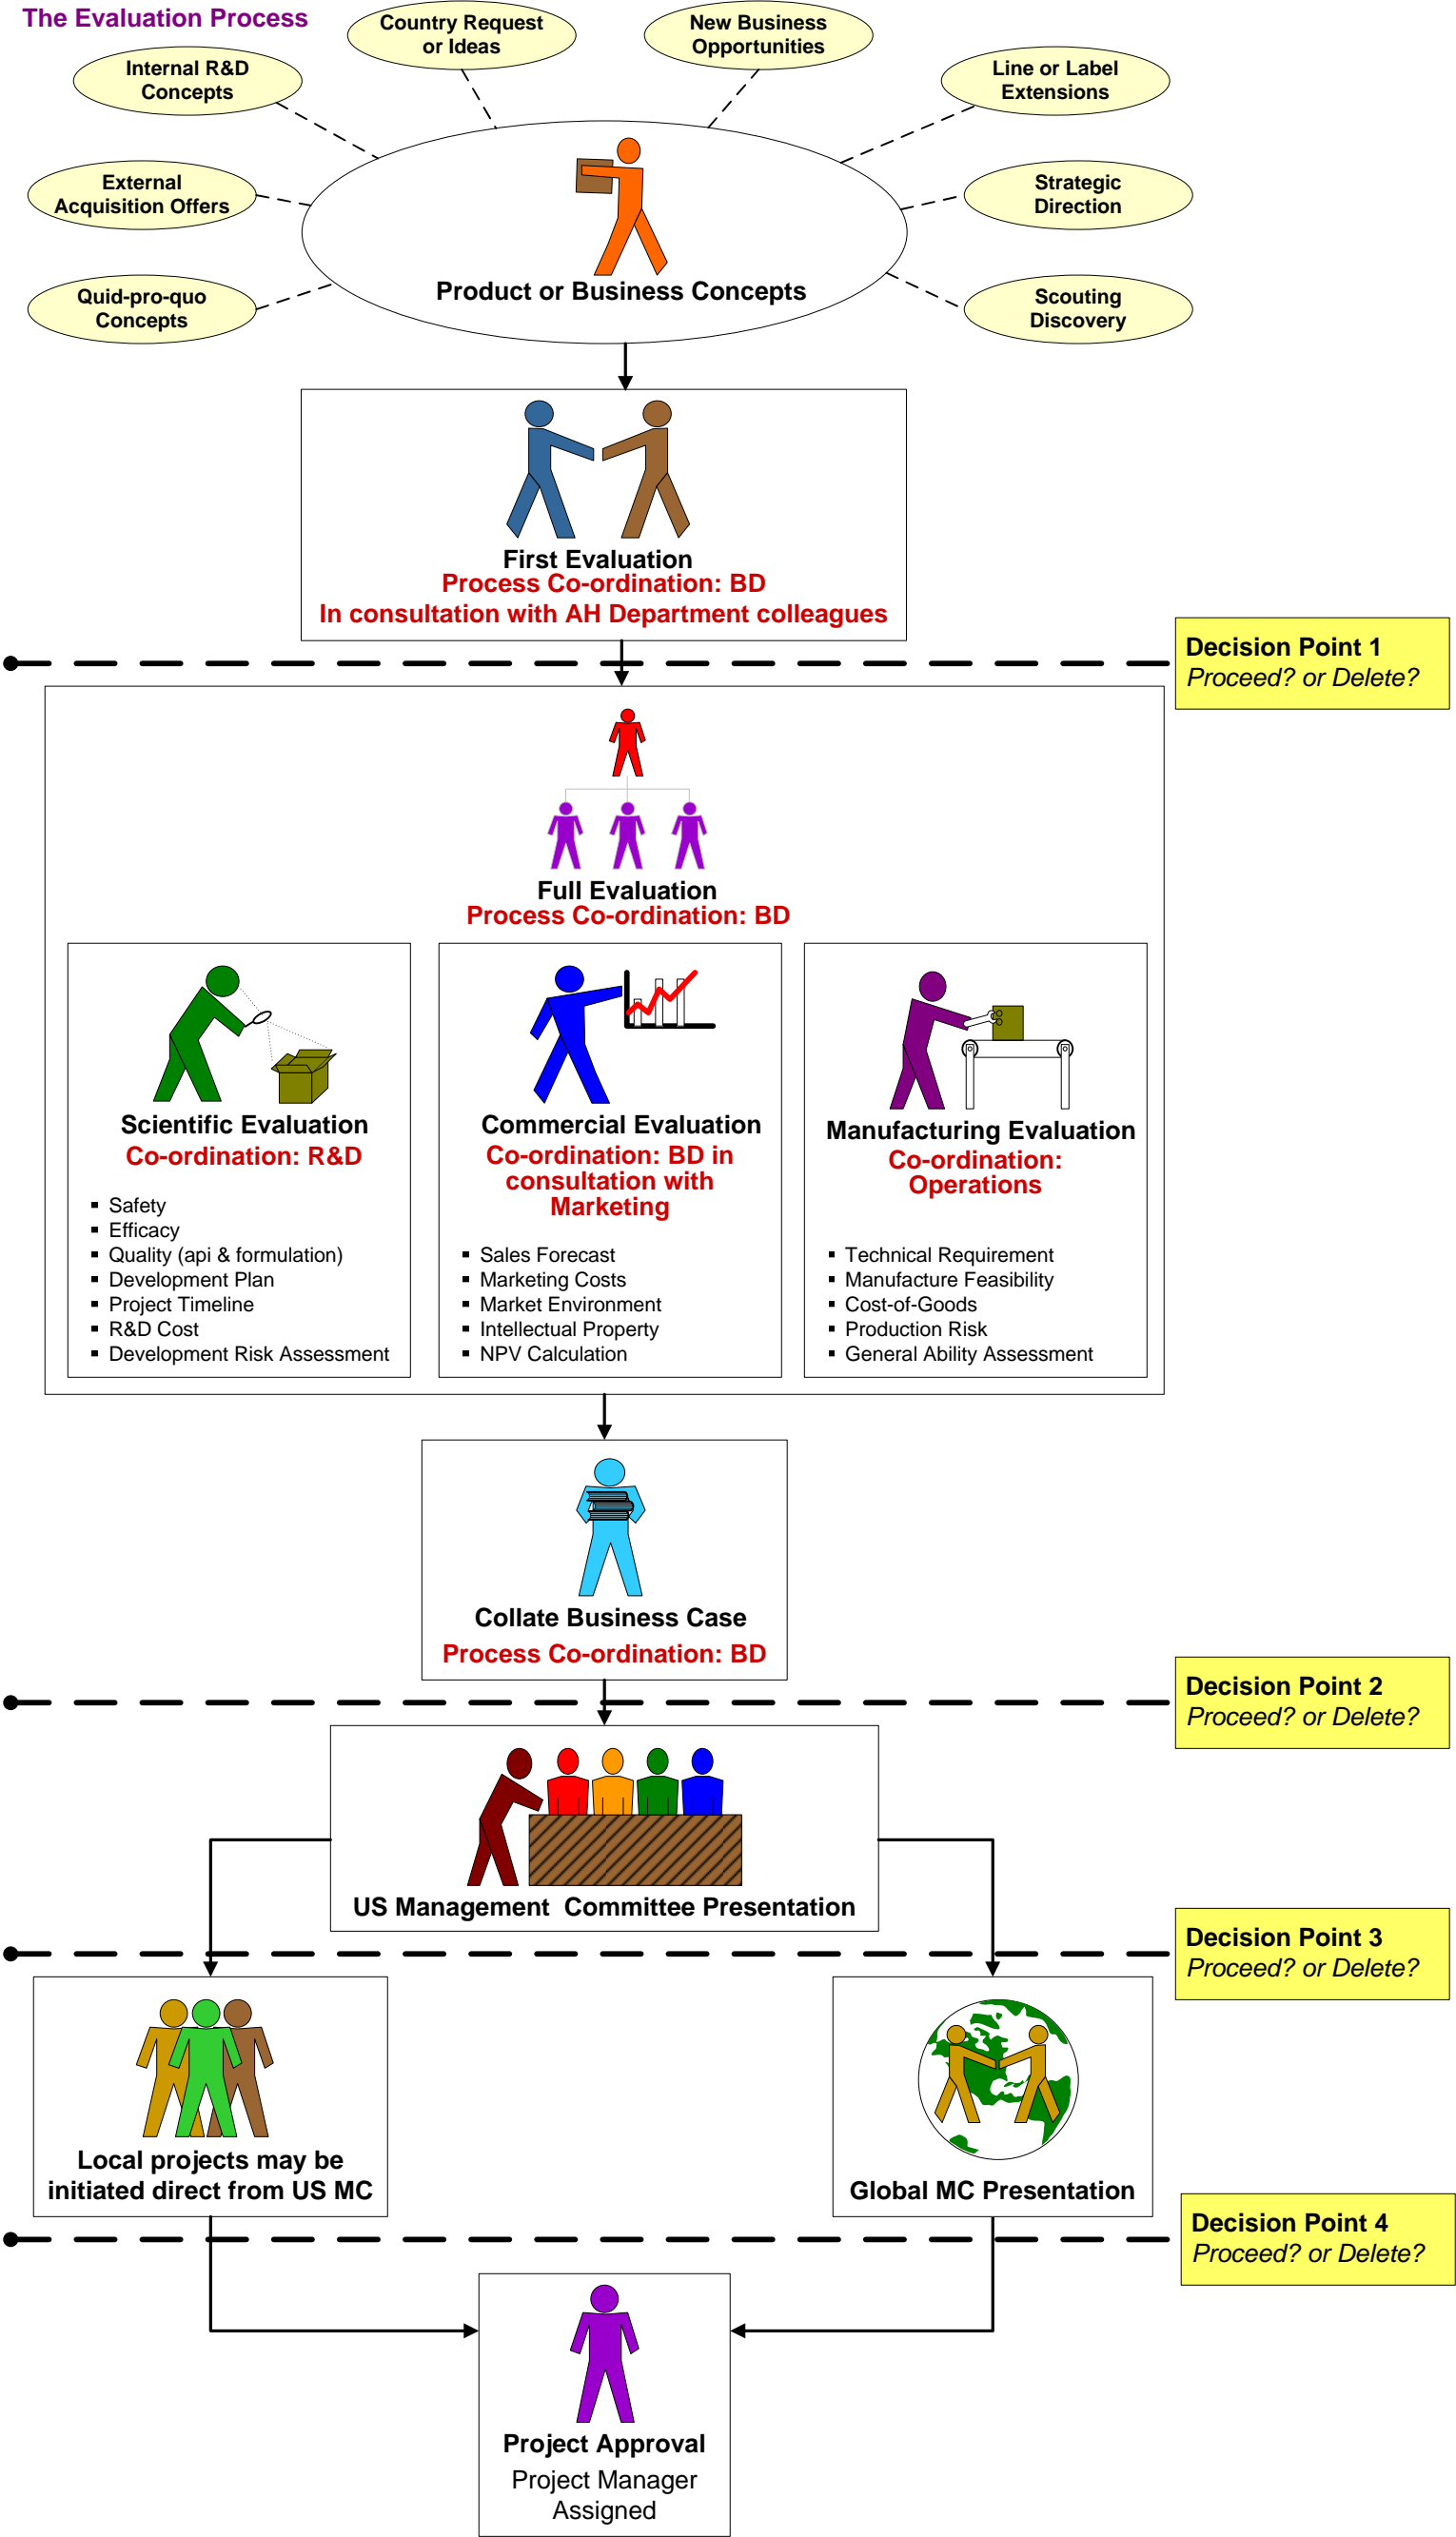 The Evaluation Process
Country Request
or Ideas
New Business
Opportunities
Internal R&D
Concepts
Line or Label
Extensions
External
Acquisition Offers
Strategic
Direction
Quid-pro-quo
Concepts
Scouting
Discovery
Product or Business Concepts
First Evaluation
Process Co-ordination: BD
In consultation with AH Department colleagues
Decision Point 1
Proceed? or Delete?
Full Evaluation
Process Co-ordination: BD
Scientific Evaluation
Co-ordination: R&D
▪ Safety
▪ Efficacy
▪ Quality (api & formulation)
▪ Development Plan
▪ Project Timeline
▪ R&D Cost
▪ Development Risk Assessment
Commercial Evaluation
Co-ordination: BD in
consultation with
Marketing
▪ Sales Forecast
▪ Marketing Costs
▪ Market Environment
▪ Intellectual Property
▪ NPV Calculation
Manufacturing Evaluation
Co-ordination:
Operations
▪ Technical Requirement
▪ Manufacture Feasibility
▪ Cost-of-Goods
▪ Production Risk
▪ General Ability Assessment
Collate Business Case
Process Co-ordination: BD
Decision Point 2
Proceed? or Delete?
US Management  Committee Presentation
Decision Point 3
Proceed? or Delete?
Local projects may be
initiated direct from US MC
Global MC Presentation
Decision Point 4
Proceed? or Delete?
Project Approval
Project Manager
Assigned